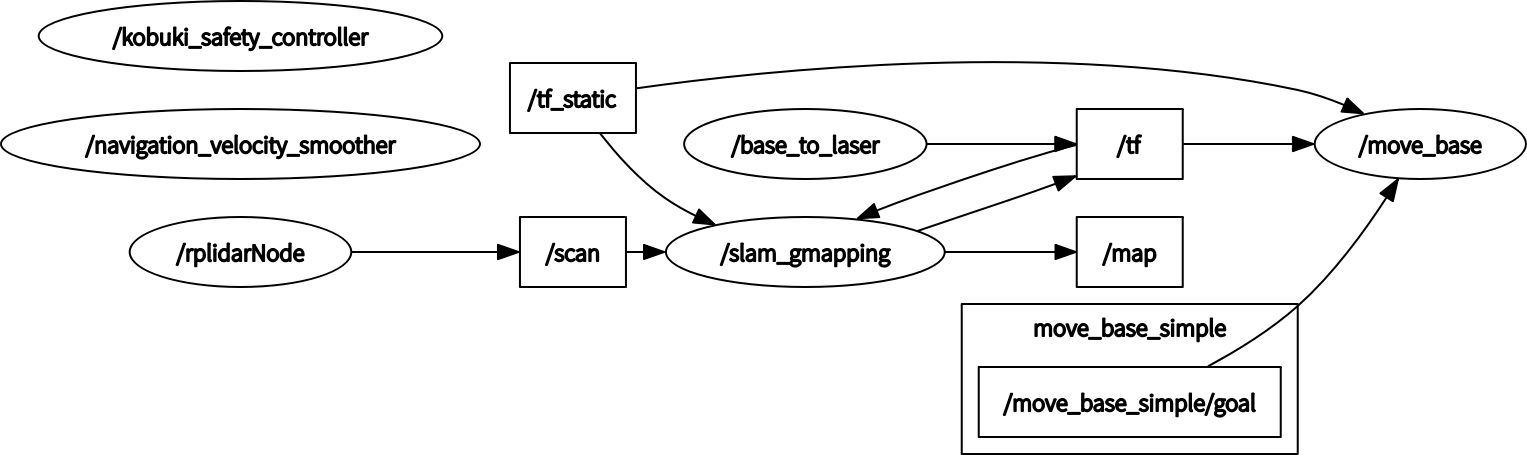 /kobuki_safety_controller
/tf_static
/navigation_velocity_smoother
/base_to_laser
/tf
/move_base
/rplidarNode
/scan
/slam_gmapping
/map
move_base_simple
/move_base_simple/goal